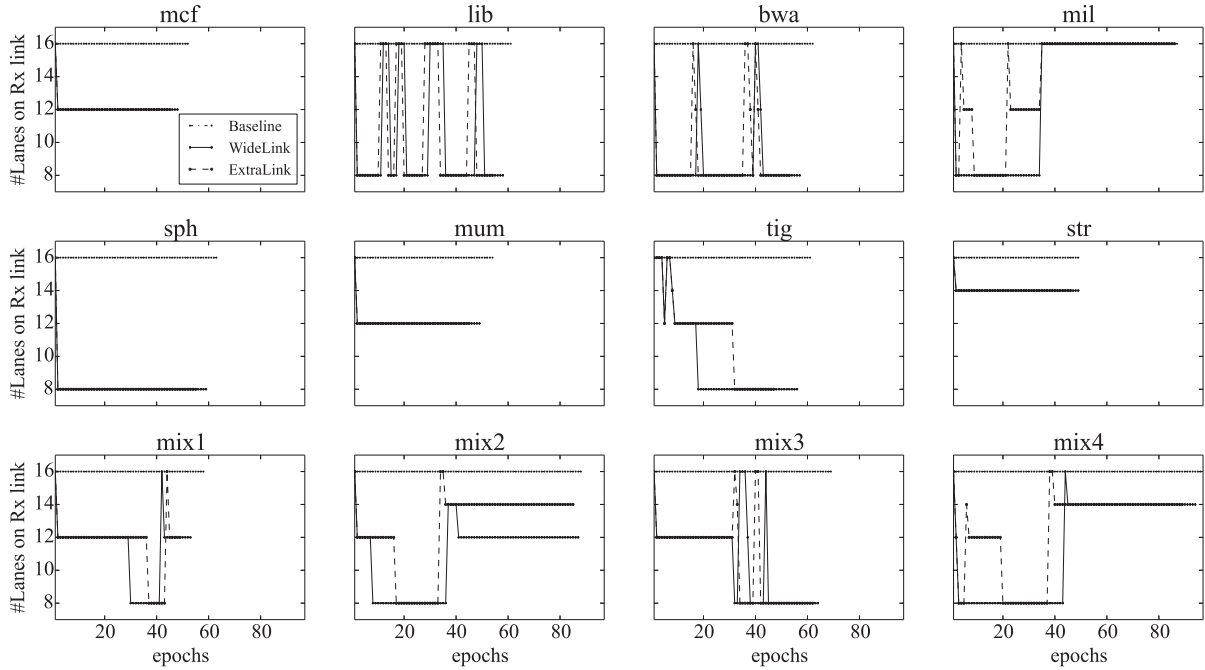 mcf lib bwa mil
#Lanes on Rx link
16
14
12
10
8
Baseline
WideLink
ExtraLink
sph mum tig str
#Lanes on Rx link
16
14
12
10
8
mix1 mix2 mix3 mix4
#Lanes on Rx link
16
14
12
10
8
20 40 60 80 20 40 60 80 20 40 60 80 20 40 60 80
epochs epochs epochs epochs